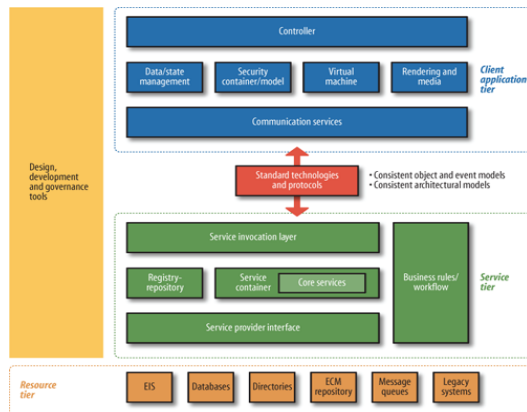 Controller
Data/state
management
Security
container/model
Virtual
machine
Rendering and
media
Client
application
tier
Communication services
Design,
development
and governance
tools
Standard technologies
and protocols
• Consistent object and event models
• Consistent architectural models
Service invocation layer
Registry-
repository
Service
container
Core services
Business rules/
workflow
Service
tier
Service provider interface
Resource
tier
EIS
Databases
Directories
ECM
repository
Message
queues
Legacy
systems